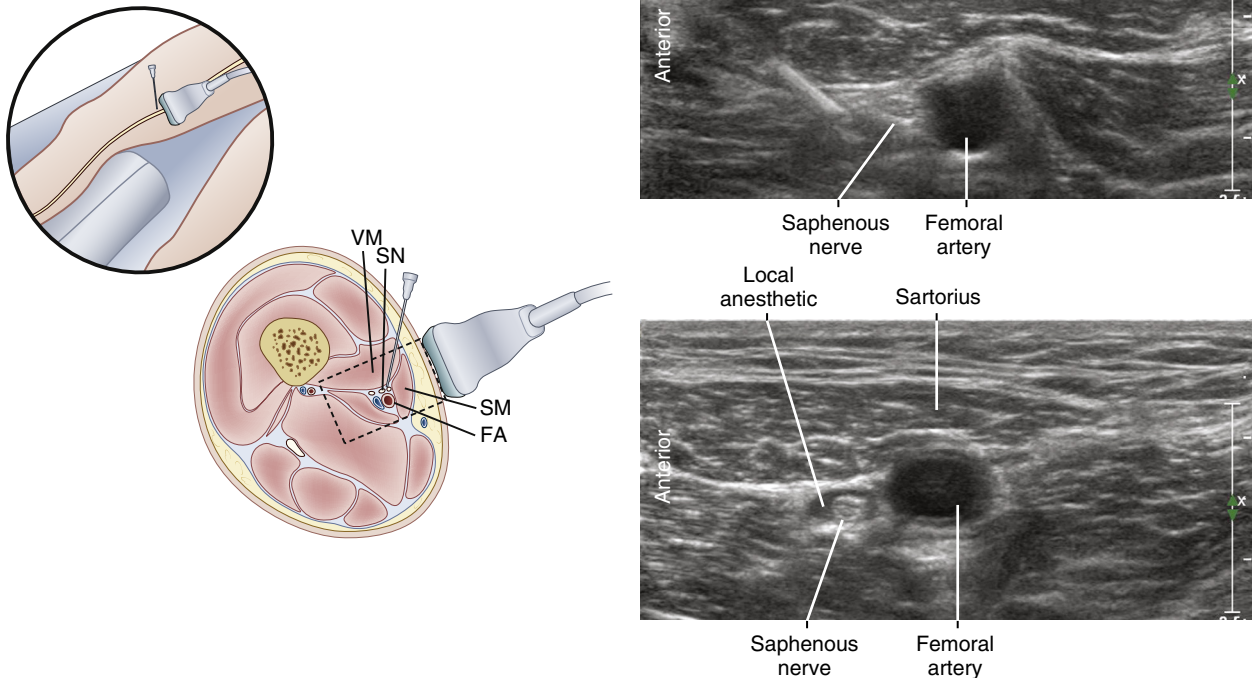 VM
SN
SM
FA
Anterior
x
Saphenous
nerve
Femoral
artery
Local
anesthetic
Sartorius
Anterior
x
Saphenous
nerve
Femoral
artery